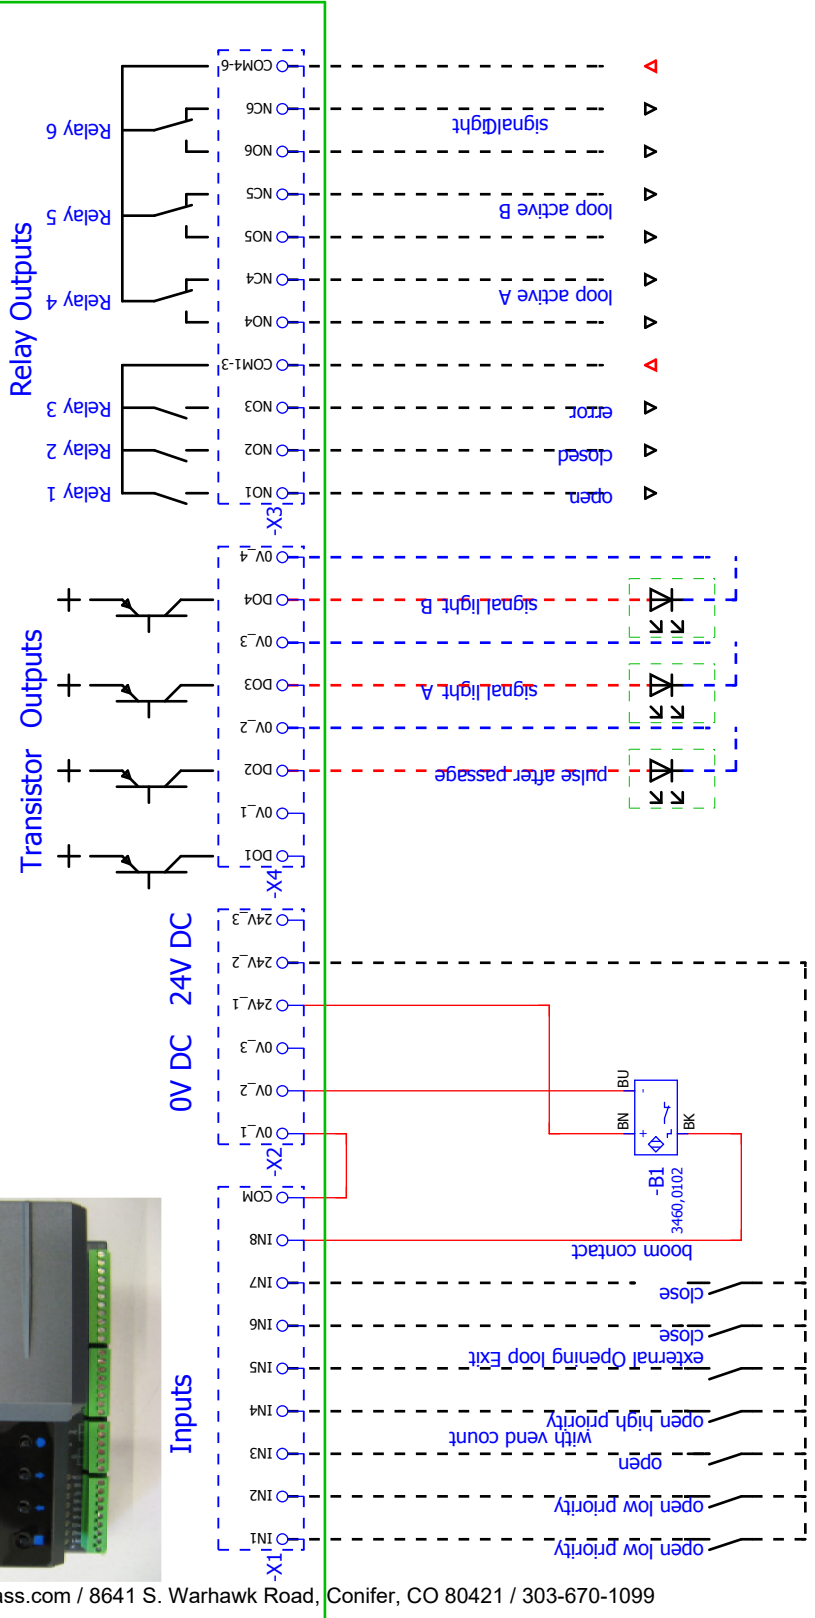 Relay Outputs
COM4-6
NC6
signallight
Relay 6
NO6
NC5
Relay 5
loop active B
NO5
NC4
Relay 4
loop active A
NO4
COM1-3
Relay 3
NO3
error
Relay 2
NO2
closed
Relay 1
NO1
open
-X3
Transistor Outputs
0V_4
DO4
signal light B
0V_3
DO3
signal light A
0V_2
DO2
pulse after passage
0V_1
DO1
-X4
0V DC 24V DC
24V_3
24V_2
24V_1
0V_3
0V_2
BU
-
0V_1
BN
+
BK
-X2
-B1
3460,0102
Inputs
COM
IN8
boom contact
IN7
close
IN6
close
IN5
external Opening loop Exit
IN4
open high priority
with vend count
IN3
open
IN2
open low priority
IN1
open low priority
-X1
ass.com / 8641 S. Warhawk Road, Conifer, CO 80421 / 303-670-1099